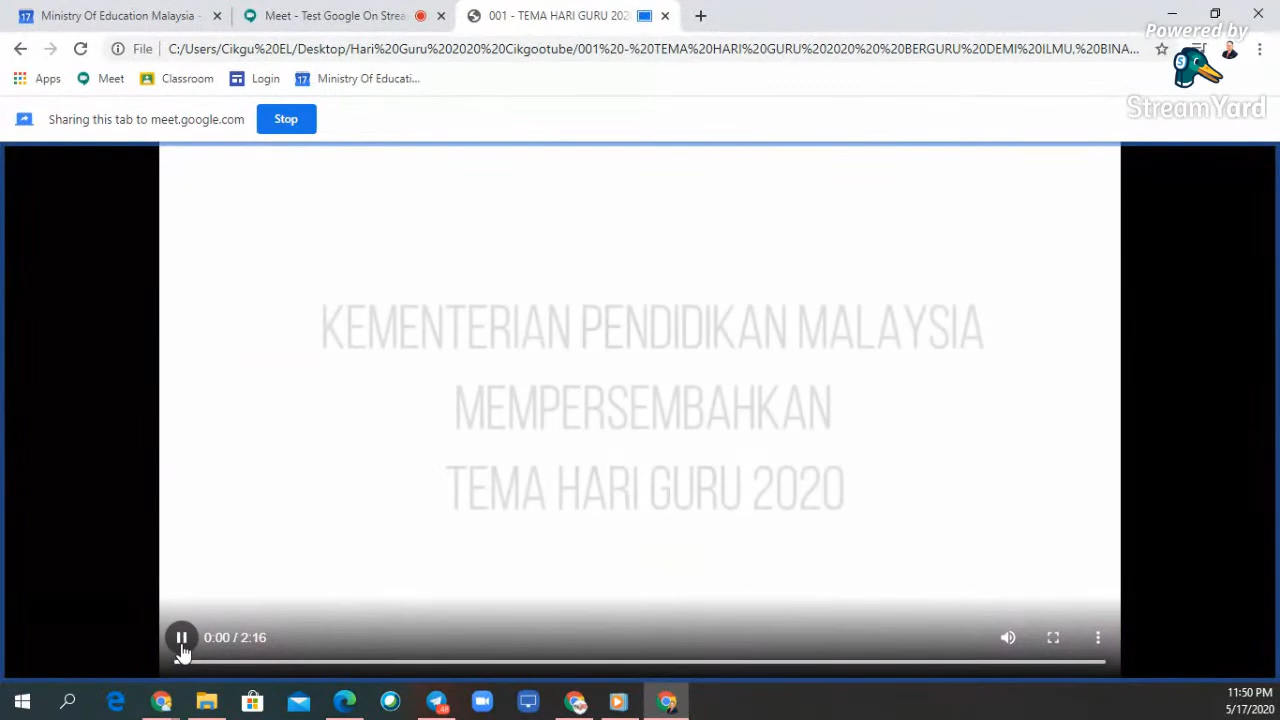 Ministry Of Education Malaysia -
Meet - Test Google On Strea
001 - TEMA HARI GURU 202
Powered by
File
C:/Users/Cikgu%20EL/Desktop/Hari%20Guru%202020%20Cikgootube/001%20-%20TEMA%20HARI%20GURU%202020%20%20BERGURU%20DEMI%20ILMU,%20BINA...
17
Apps
Meet
Classroom
Login
17
Ministry Of Educati...
S
StreamYard
Sharing this tab to meet.google.com
Stop
KEMENTERIAN PENDIDIKAN MALAYSIA
MEMPERSEMBAHKAN
TEMA HARI GURU 2020
0:00 / 2:16
48
11:50 PM
5/17/2020